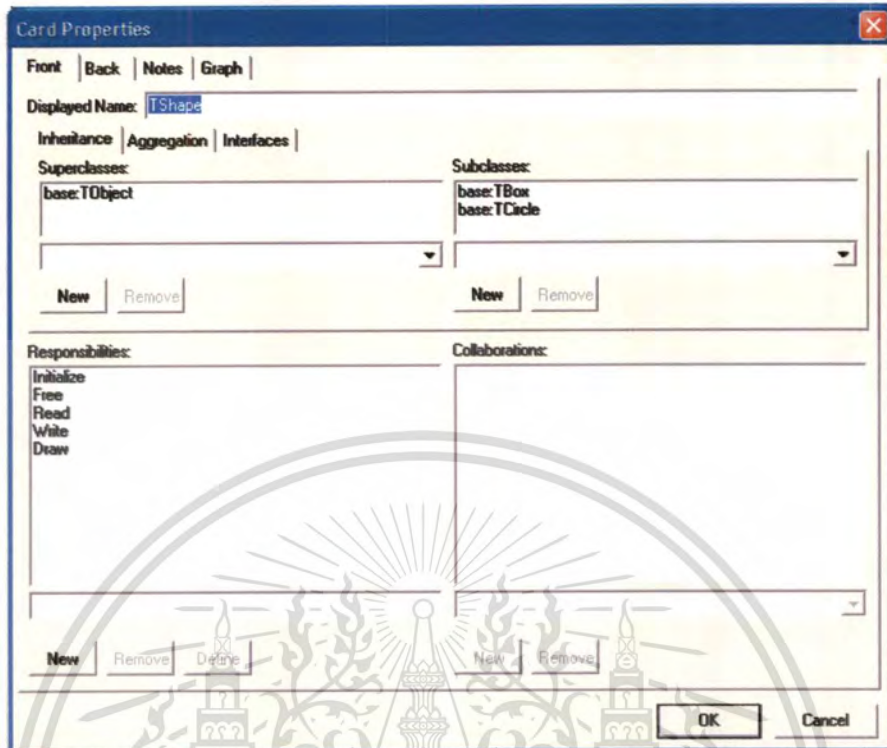 Card Properties
Front Back Notes Graph
Displayed Name: TShape
Inheritance Aggregation Interfaces
Superclasses:
base:TObject
New Remove
Subclasses:
base:TBox
base:TCircle
New Remove
Responsibilities:
Initialize
Free
Read
Write
Draw
New Remove Define
Collaborations:
New Remove
OK Cancel